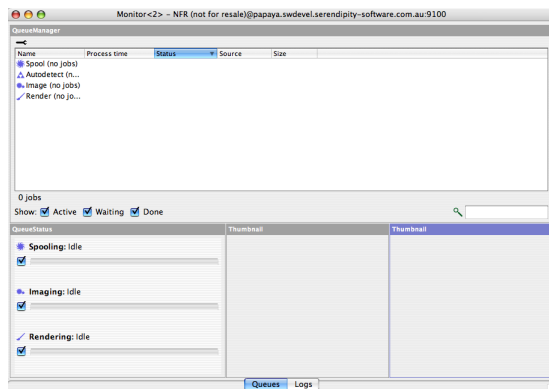 Monitor<2> – NFR (not for resale)@papaya.swdevel.serendipity-software.com.au:9100
QueueManager
Name Process time Status Source Size
Spool (no jobs)
Autodetect (n...
Image (no jobs)
Render (no jo...
0 jobs
Show: Active Waiting Done
QueueStatus Thumbnail Thumbnail
Spooling: Idle
Imaging: Idle
Rendering: Idle
Queues Logs